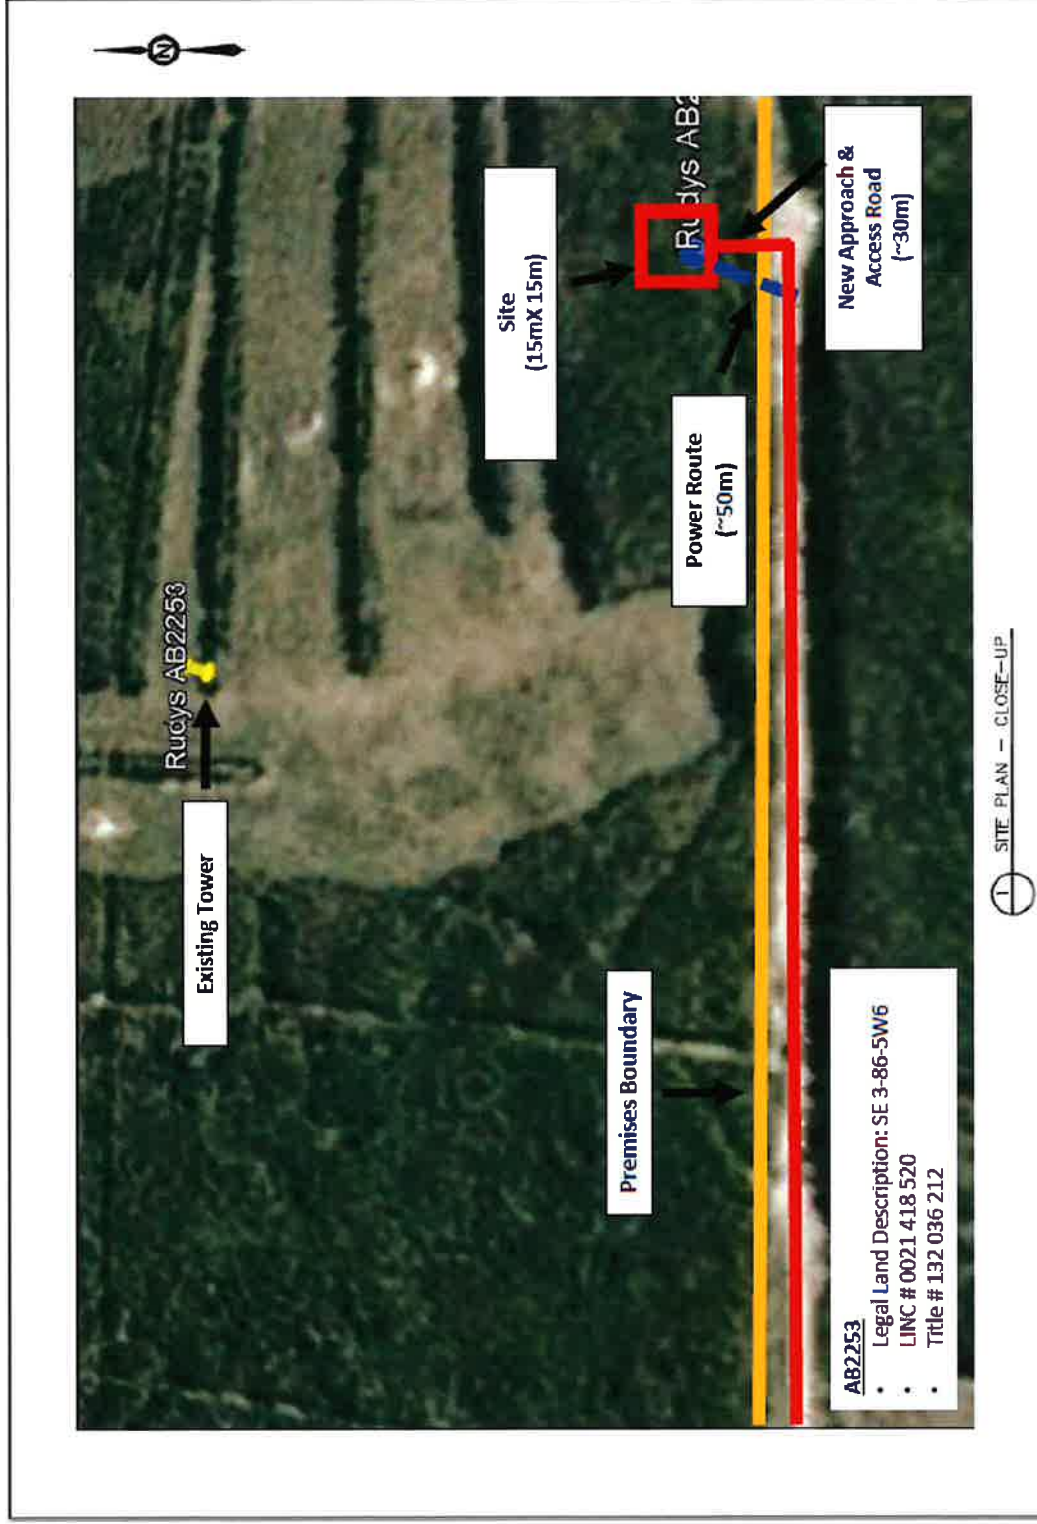 N
Rudys AB2253
Existing Tower
Site
(15mX 15m)
Rudys AB2
Power Route
(~50m)
New Approach &
Access Road
(~30m)
Premises Boundary
AB2253
• Legal Land Description: SE 3-86-5W6
• LINC # 0021 418 520
• Title # 132 036 212
1 SITE PLAN – CLOSE-UP